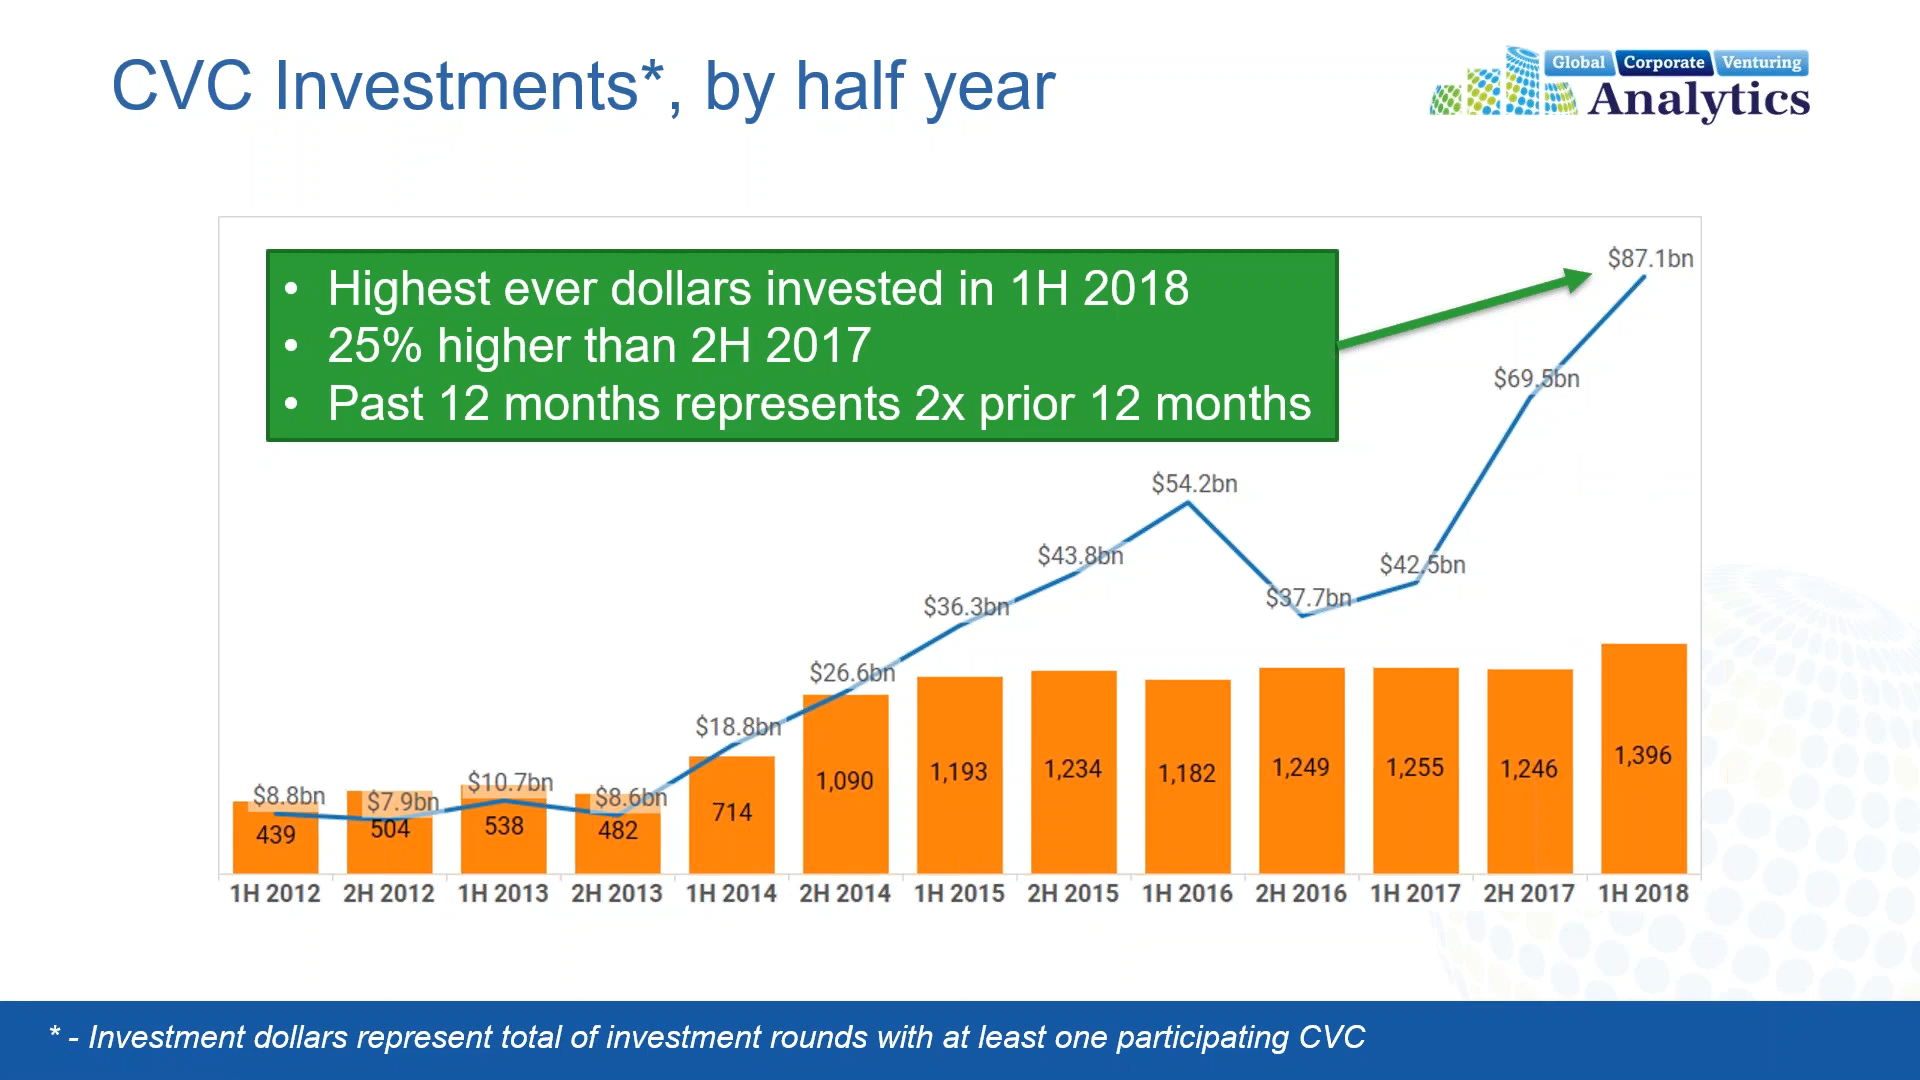 CVC Investments*, by half year
Global Corporate Venturing
Analytics
• Highest ever dollars invested in 1H 2018
• 25% higher than 2H 2017
• Past 12 months represents 2x prior 12 months
$8.8bn
$7.9bn
$10.7bn
$8.6bn
$18.8bn
$26.6bn
$36.3bn
$43.8bn
$54.2bn
$37.7bn
$42.5bn
$69.5bn
$87.1bn
439
504
538
482
714
1,090
1,193
1,234
1,182
1,249
1,255
1,246
1,396
1H 2012 2H 2012 1H 2013 2H 2013 1H 2014 2H 2014 1H 2015 2H 2015 1H 2016 2H 2016 1H 2017 2H 2017 1H 2018
* - Investment dollars represent total of investment rounds with at least one participating CVC